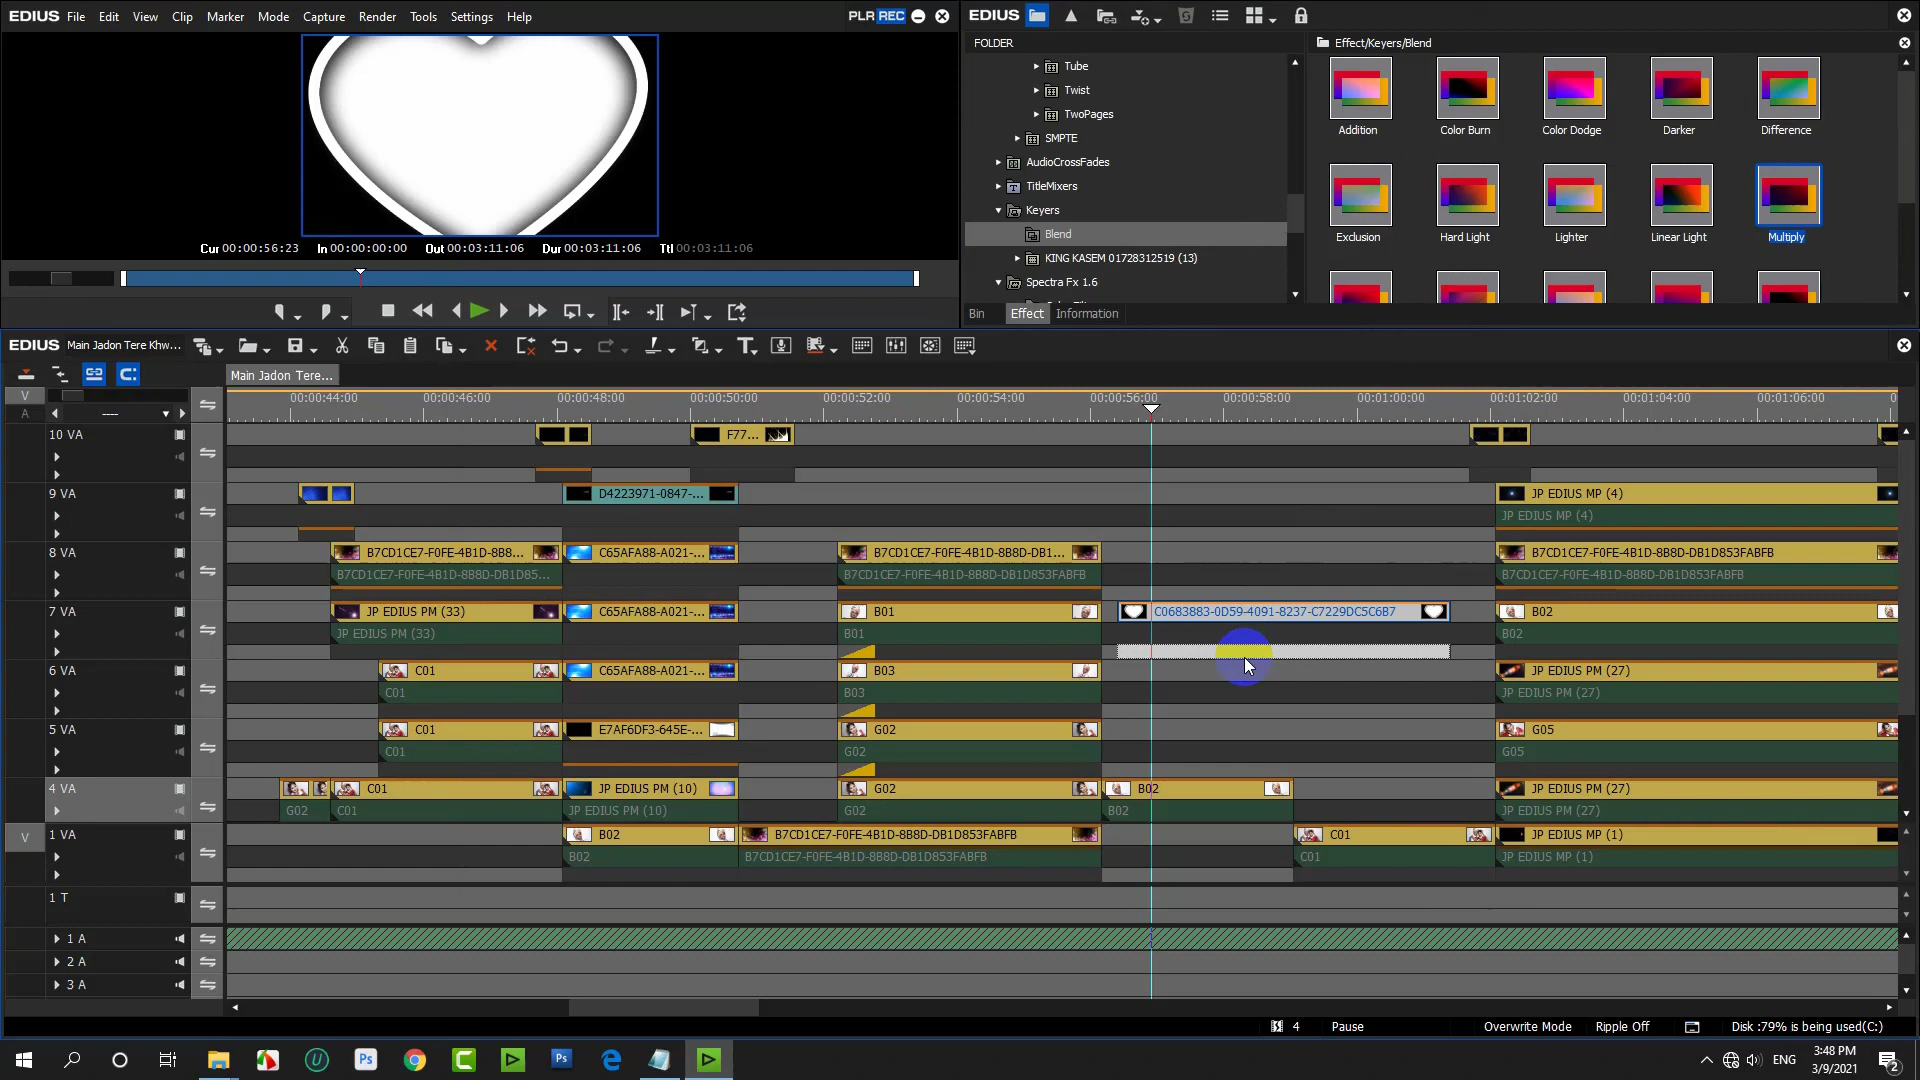 EDIUS File Edit View Clip Marker Mode Capture Render Tools Settings Help PLR REC
EDIUS
FOLDER
Effect/Keyers/Blend
Tube
Twist
TwoPages
SMPTE
AudioCrossFades
TitleMixers
Keyers
Blend
KING KASEM 01728312519 (13)
Spectra Fx 1.6
Addition Color Burn Color Dodge Darker Difference
Exclusion Hard Light Lighter Linear Light Multiply
Cur 00:00:56:23 In 00:00:00:00 Out 00:03:11:06 Dur 00:03:11:06 Ttl 00:03:11:06
Bin Effect Information
EDIUS Main Jadon Tere Khw...
Main Jadon Tere...
V
A ----
00:00:44:00 00:00:46:00 00:00:48:00 00:00:50:00 00:00:52:00 00:00:54:00 00:00:56:00 00:00:58:00 00:01:00:00 00:01:02:00 00:01:04:00 00:01:06:00 0
10 VA F77...
9 VA D4223971-0847-... JP EDIUS MP (4)
JP EDIUS MP (4)
8 VA B7CD1CE7-F0FE-4B1D-8B8... C65AFA88-A021-... B7CD1CE7-F0FE-4B1D-8B8D-DB1... B7CD1CE7-F0FE-4B1D-8B8D-DB1D853FABFB
B7CD1CE7-F0FE-4B1D-8B8D-DB1D85... B7CD1CE7-F0FE-4B1D-8B8D-DB1D853FABFB B7CD1CE7-F0FE-4B1D-8B8D-DB1D853FABFB
7 VA JP EDIUS PM (33) C65AFA88-A021-... B01 C0683883-0D59-4091-8237-C7229DC5C6B7 B02
JP EDIUS PM (33) B01 B02
6 VA C01 C65AFA88-A021-... B03 JP EDIUS PM (27)
C01 B03 JP EDIUS PM (27)
5 VA C01 E7AF6DF3-645E-... G02 G05
C01 G02 G05
4 VA C01 JP EDIUS PM (10) G02 B02 JP EDIUS PM (27)
G02 C01 JP EDIUS PM (10) G02 B02 JP EDIUS PM (27)
V 1 VA B02 B7CD1CE7-F0FE-4B1D-8B8D-DB1D853FABFB C01 JP EDIUS MP (1)
B02 B7CD1CE7-F0FE-4B1D-8B8D-DB1D853FABFB C01 JP EDIUS MP (1)
1 T
1 A
2 A
3 A
4 Pause Overwrite Mode Ripple Off Disk :79% is being used(C:)
Ps Ps ENG 3:48 PM
3/9/2021 2